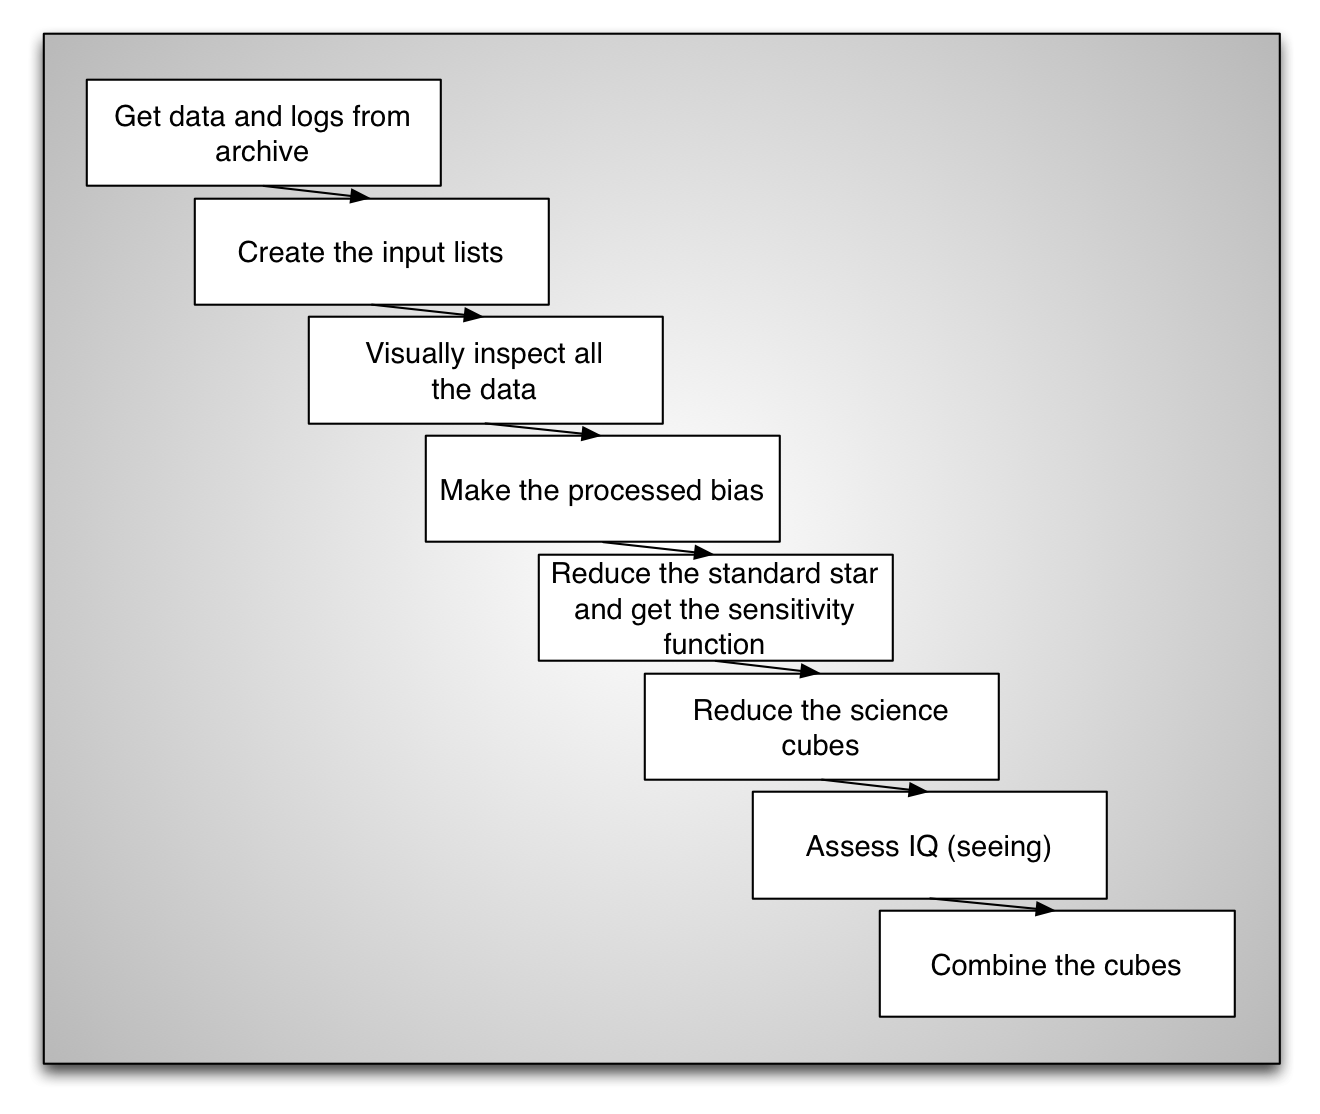 Get data and logs from
archive
Create the input lists
Visually inspect all
the data
Make the processed bias
Reduce the standard star
and get the sensitivity
function
Reduce the science
cubes
Assess IQ (seeing)
Combine the cubes